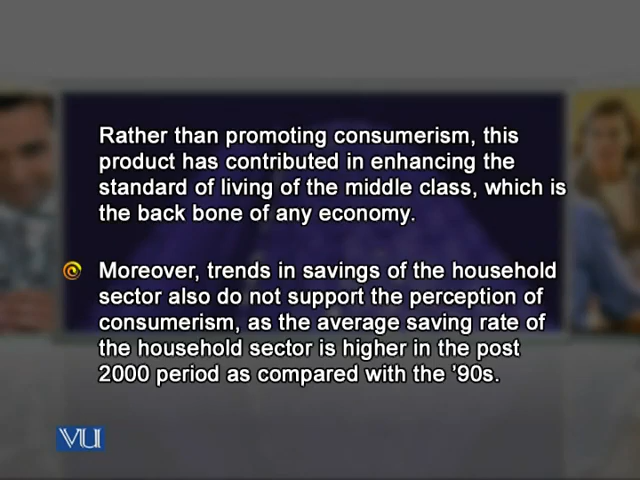 Rather than promoting consumerism, this
product has contributed in enhancing the
standard of living of the middle class, which is
the back bone of any economy.
Moreover, trends in savings of the household
sector also do not support the perception of
consumerism, as the average saving rate of
the household sector is higher in the post
2000 period as compared with the ’90s.
VU